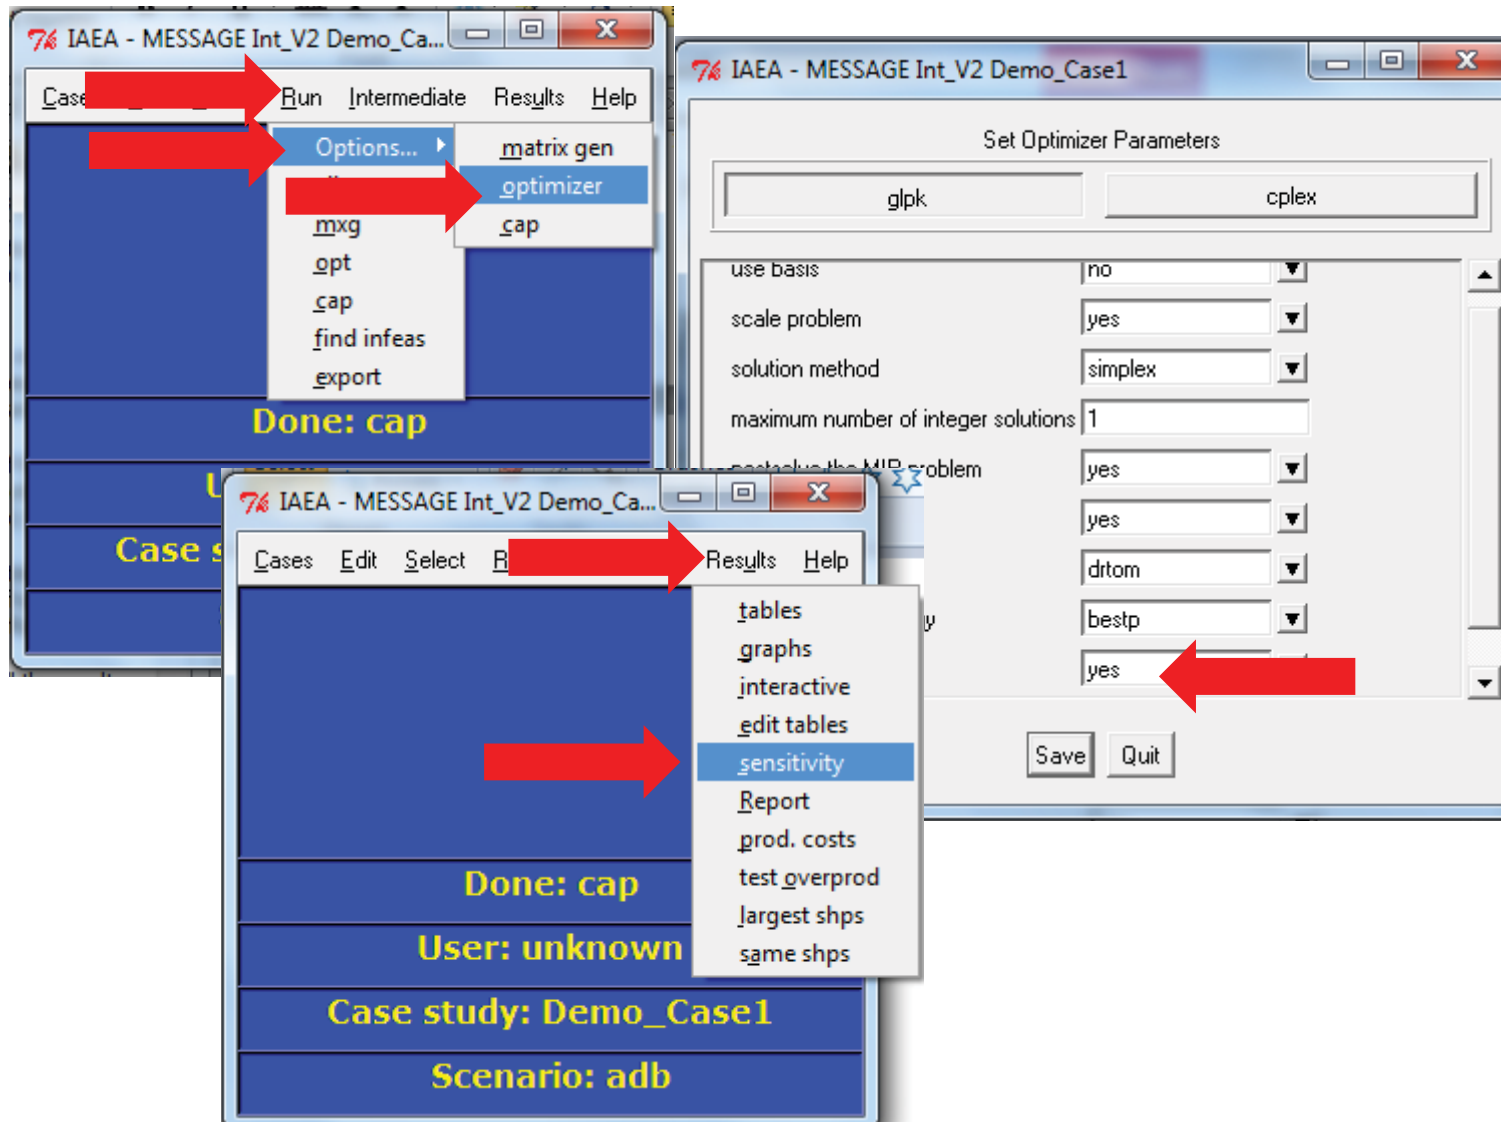 IAEA - MESSAGE Int_V2 Demo_Ca...
Run Intermediate Results Help
Options...
matrix gen
optimizer
cap
mxg
opt
cap
find infeas
export
Done: cap
IAEA - MESSAGE Int_V2 Demo_Case1
Set Optimizer Parameters
glpk cplex
use basis no
scale problem yes
solution method simplex
maximum number of integer solutions 1
yes
yes
drtom
bestp
yes
Save Quit
IAEA - MESSAGE Int_V2 Demo_Ca...
Cases Edit Select Results Help
tables
graphs
interactive
edit tables
sensitivity
Report
prod. costs
test overprod
largest shps
same shps
Done: cap
User: unknown
Case study: Demo_Case1
Scenario: adb